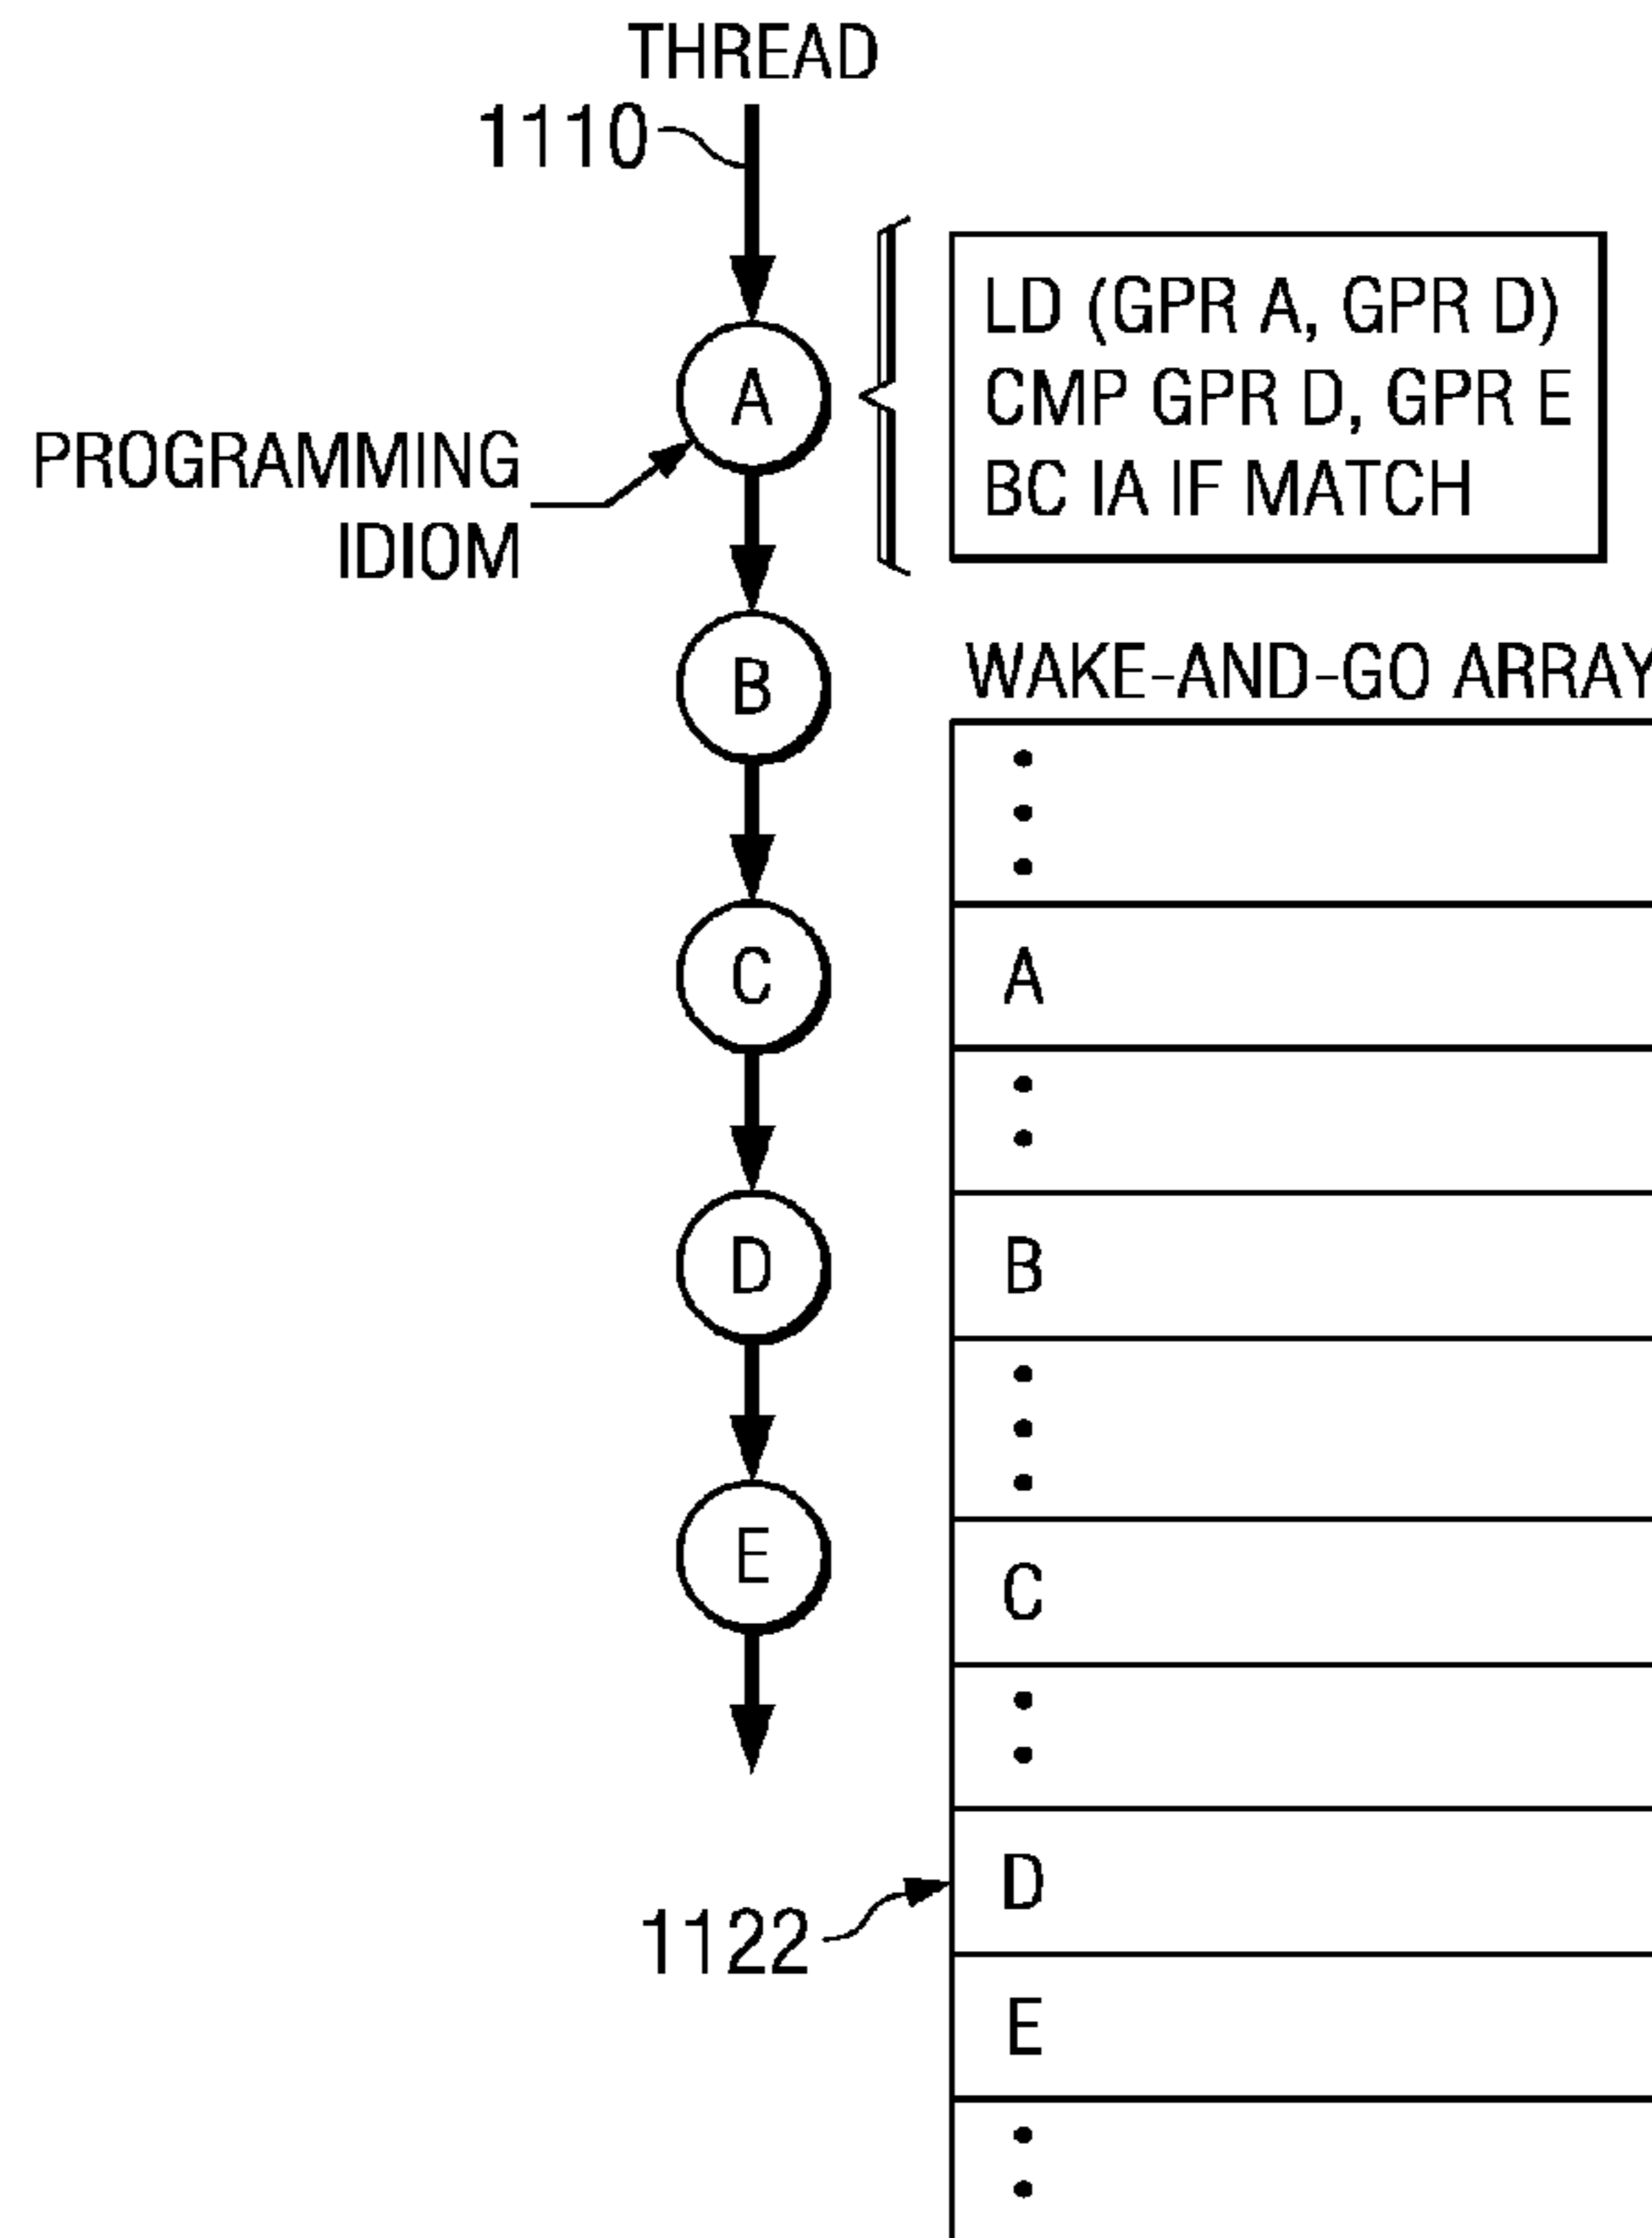 THREAD
1110
A
PROGRAMMING
IDIOM
LD (GPR A, GPR D)
CMP GPR D, GPR E
BC IA IF MATCH
B
C
D
E
WAKE-AND-GO ARRAY
A
B
C
D
1122
E